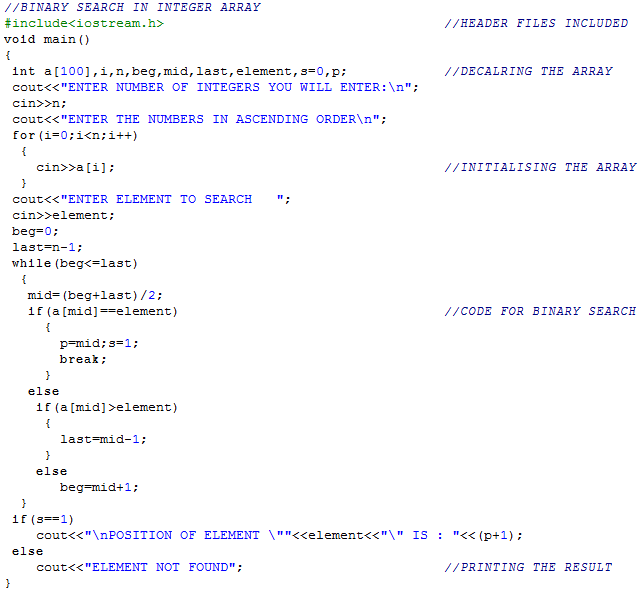 //BINARY SEARCH IN INTEGER ARRAY
#include<iostream.h> //HEADER FILES INCLUDED
void main()
{
int a[100],i,n,beg,mid,last,element,s=0,p; //DECALRING THE ARRAY
cout<<"ENTER NUMBER OF INTEGERS YOU WILL ENTER:\n";
cin>>n;
cout<<"ENTER THE NUMBERS IN ASCENDING ORDER\n";
for(i=0;i<n;i++)
{
cin>>a[i]; //INITIALISING THE ARRAY
}
cout<<"ENTER ELEMENT TO SEARCH   ";
cin>>element;
beg=0;
last=n-1;
while(beg<=last)
{
mid=(beg+last)/2;
if(a[mid]==element) //CODE FOR BINARY SEARCH
{
p=mid;s=1;
break;
}
else
if(a[mid]>element)
{
last=mid-1;
}
else
beg=mid+1;
}
if(s==1)
cout<<"\nPOSITION OF ELEMENT \""<<element<<"\" IS : "<<(p+1);
else
cout<<"ELEMENT NOT FOUND"; //PRINTING THE RESULT
}